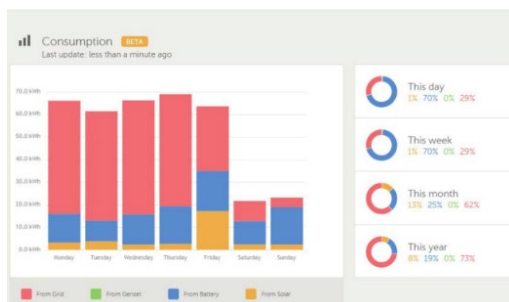 Consumption BETA
Last update: less than a minute ago
70.0 kWh
60.0 kWh
50.0 kWh
40.0 kWh
30.0 kWh
20.0 kWh
10.0 kWh
0.0 kWh
Monday Tuesday Wednesday Thursday Friday Saturday Sunday
From Grid From Genset From Battery From Solar
This day
1% 70% 0% 29%
This week
1% 70% 0% 29%
This month
13% 25% 0% 62%
This year
8% 19% 0% 73%